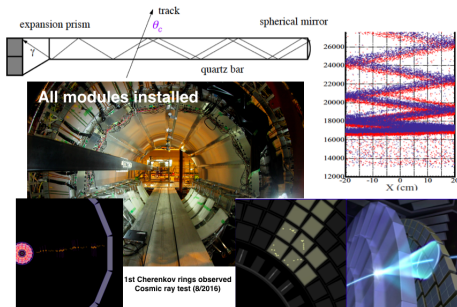 track
expansion prism
θc
spherical mirror
γ
quartz bar
All modules installed
26000
24000
22000
20000
18000
16000
14000
12000
-20
-10
0
10
20
X (cm)
1st Cherenkov rings observed
Cosmic ray test (8/2016)